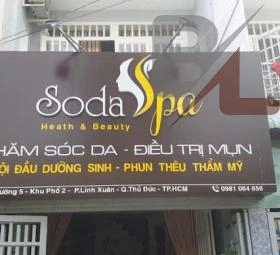 Soda Spa
Heath & Beauty
HĂM SÓC DA - ĐIỀU TRỊ MỤN
ỘI ĐẦU DƯỠNG SINH - PHUN THÊU THẨM MỸ
ường 5 - Khu Phố 2 - P.Linh Xuân - Q.Thủ Đức - TP.HCM 0981 064 656